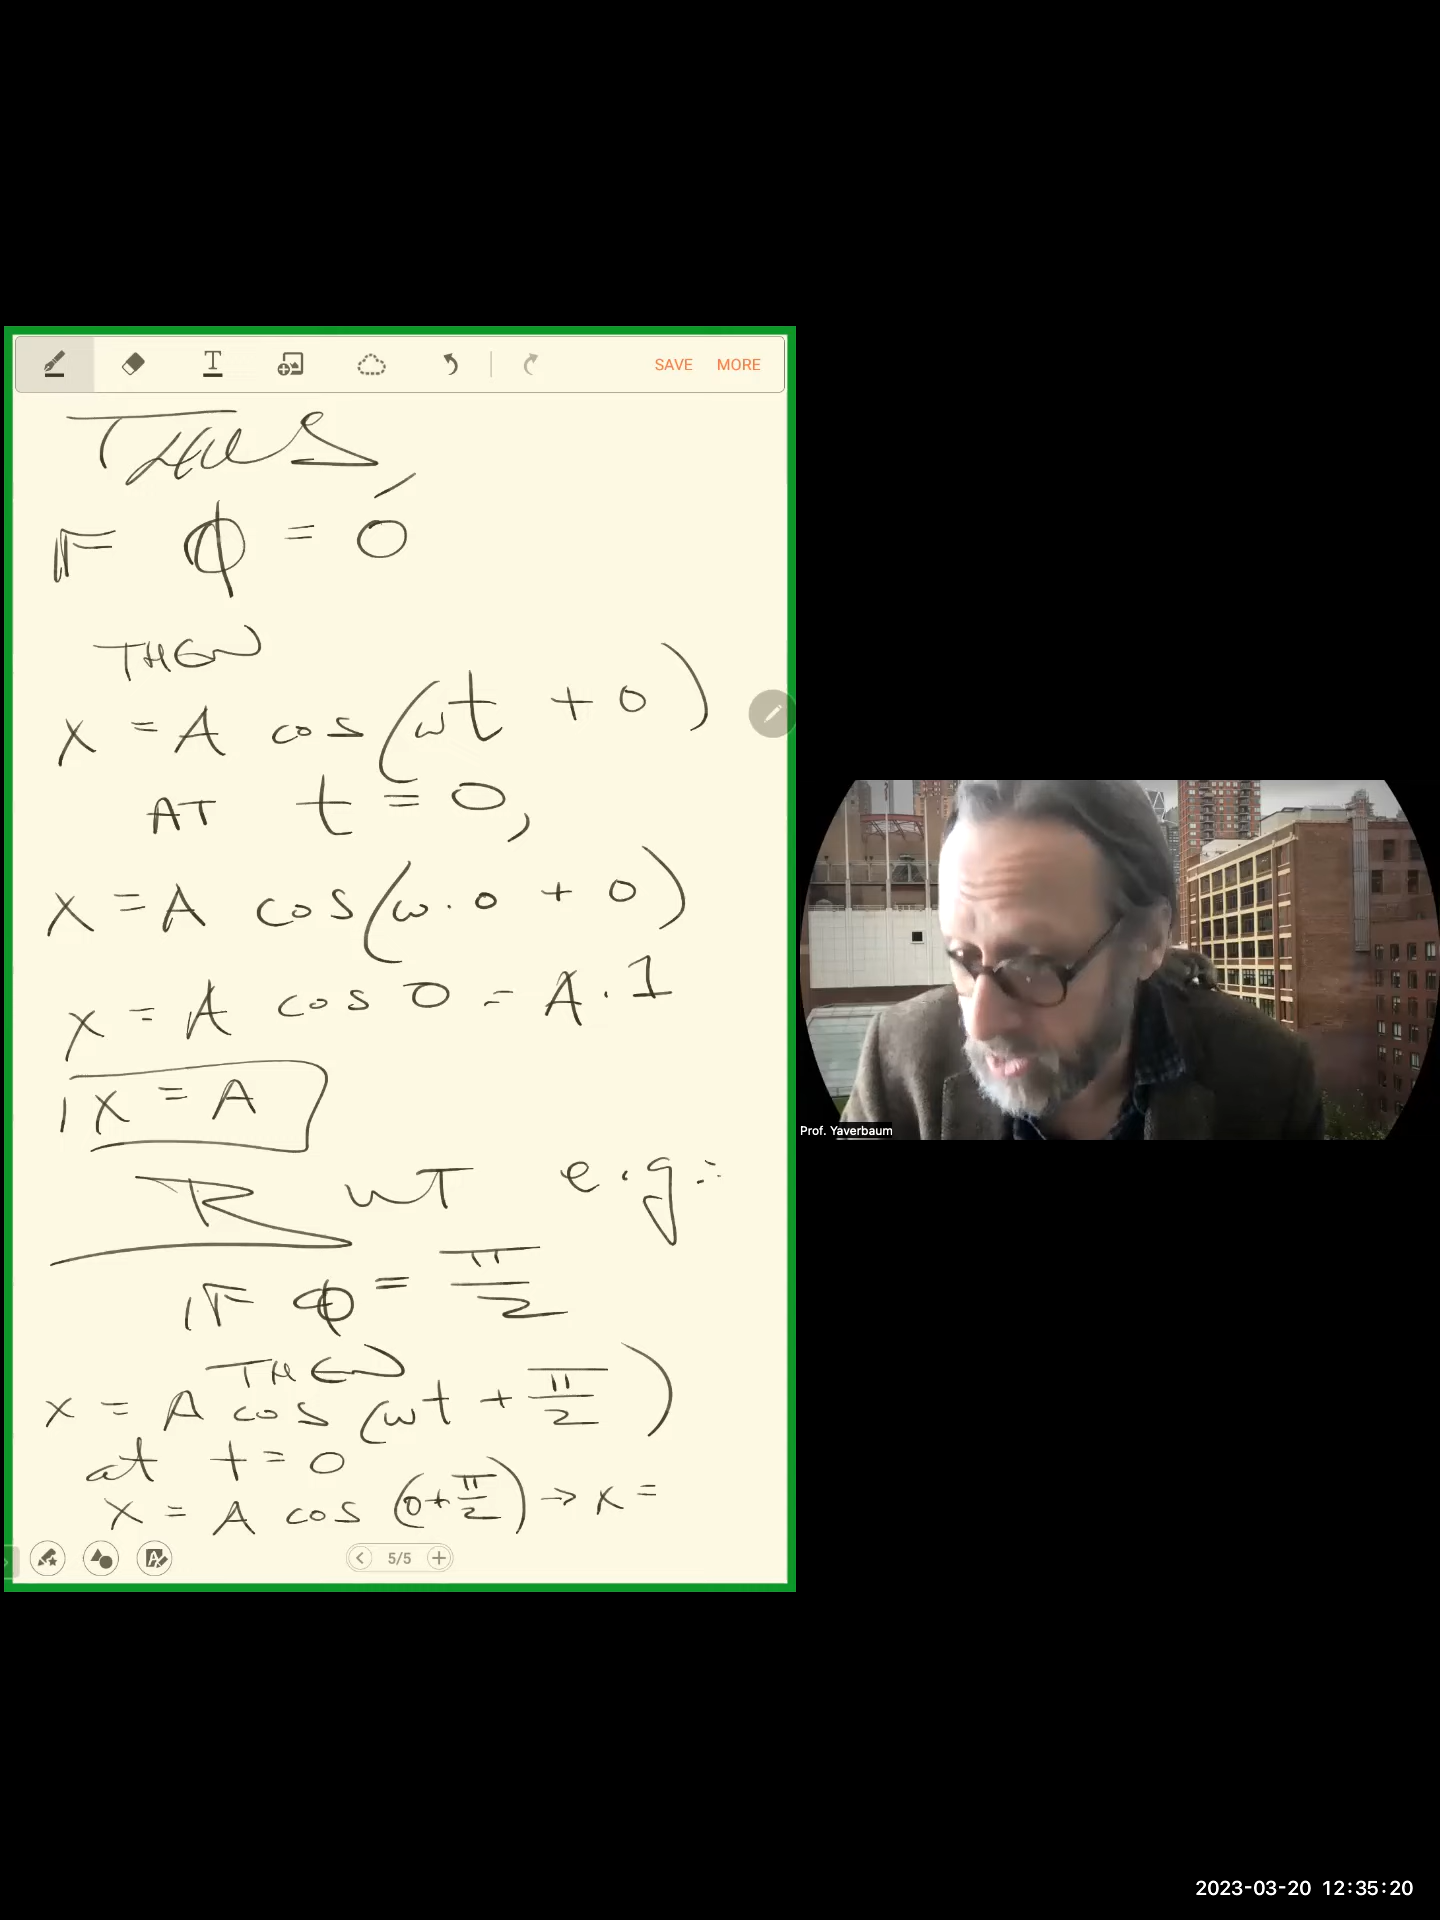 T
SAVE MORE
THUS,
IF φ = 0
THEN
x = A cos(ωt + 0)
AT t = 0,
x = A cos(ω·0 + 0)
x = A cos 0 = A·1
x = A
e.g:
IF φ = π/2
THEN
x = A cos(ωt + π/2)
at t = 0
x = A cos(0+π/2) → x =
5/5
Prof. Yaverbaum
2023-03-20 12:35:20